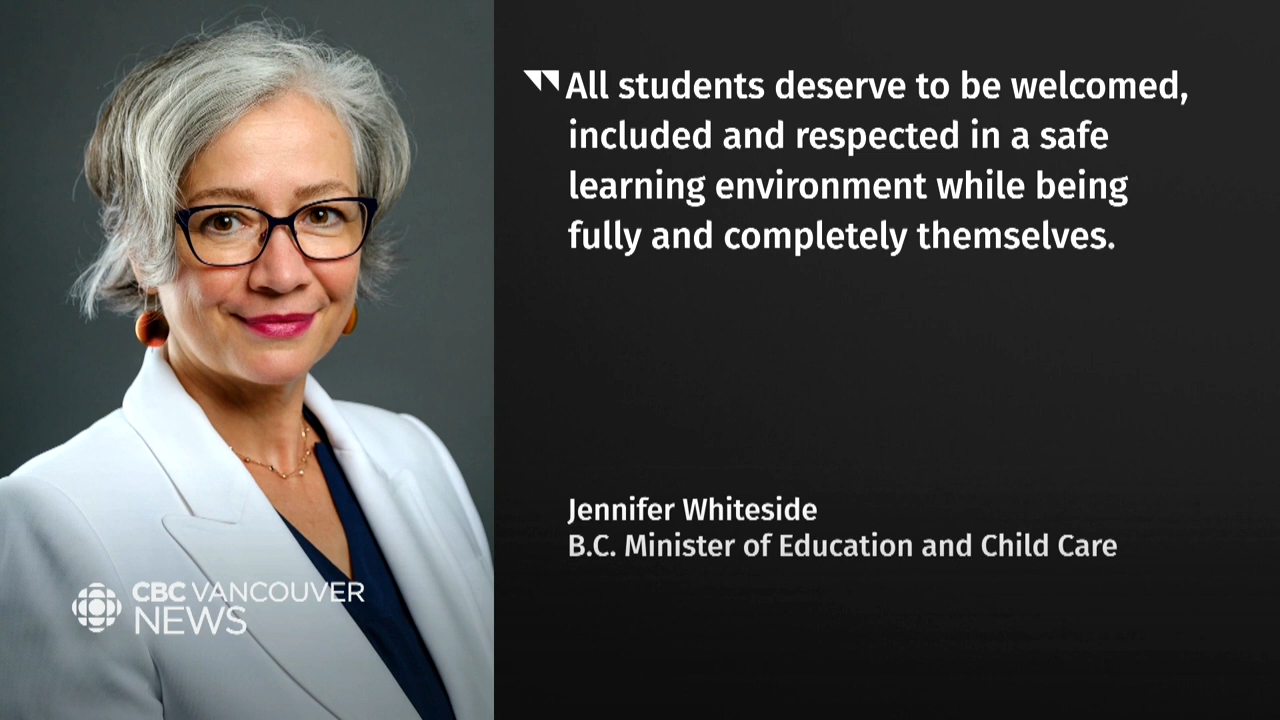 All students deserve to be welcomed,
included and respected in a safe
learning environment while being
fully and completely themselves.
Jennifer Whiteside
B.C. Minister of Education and Child Care
CBC VANCOUVER
NEWS